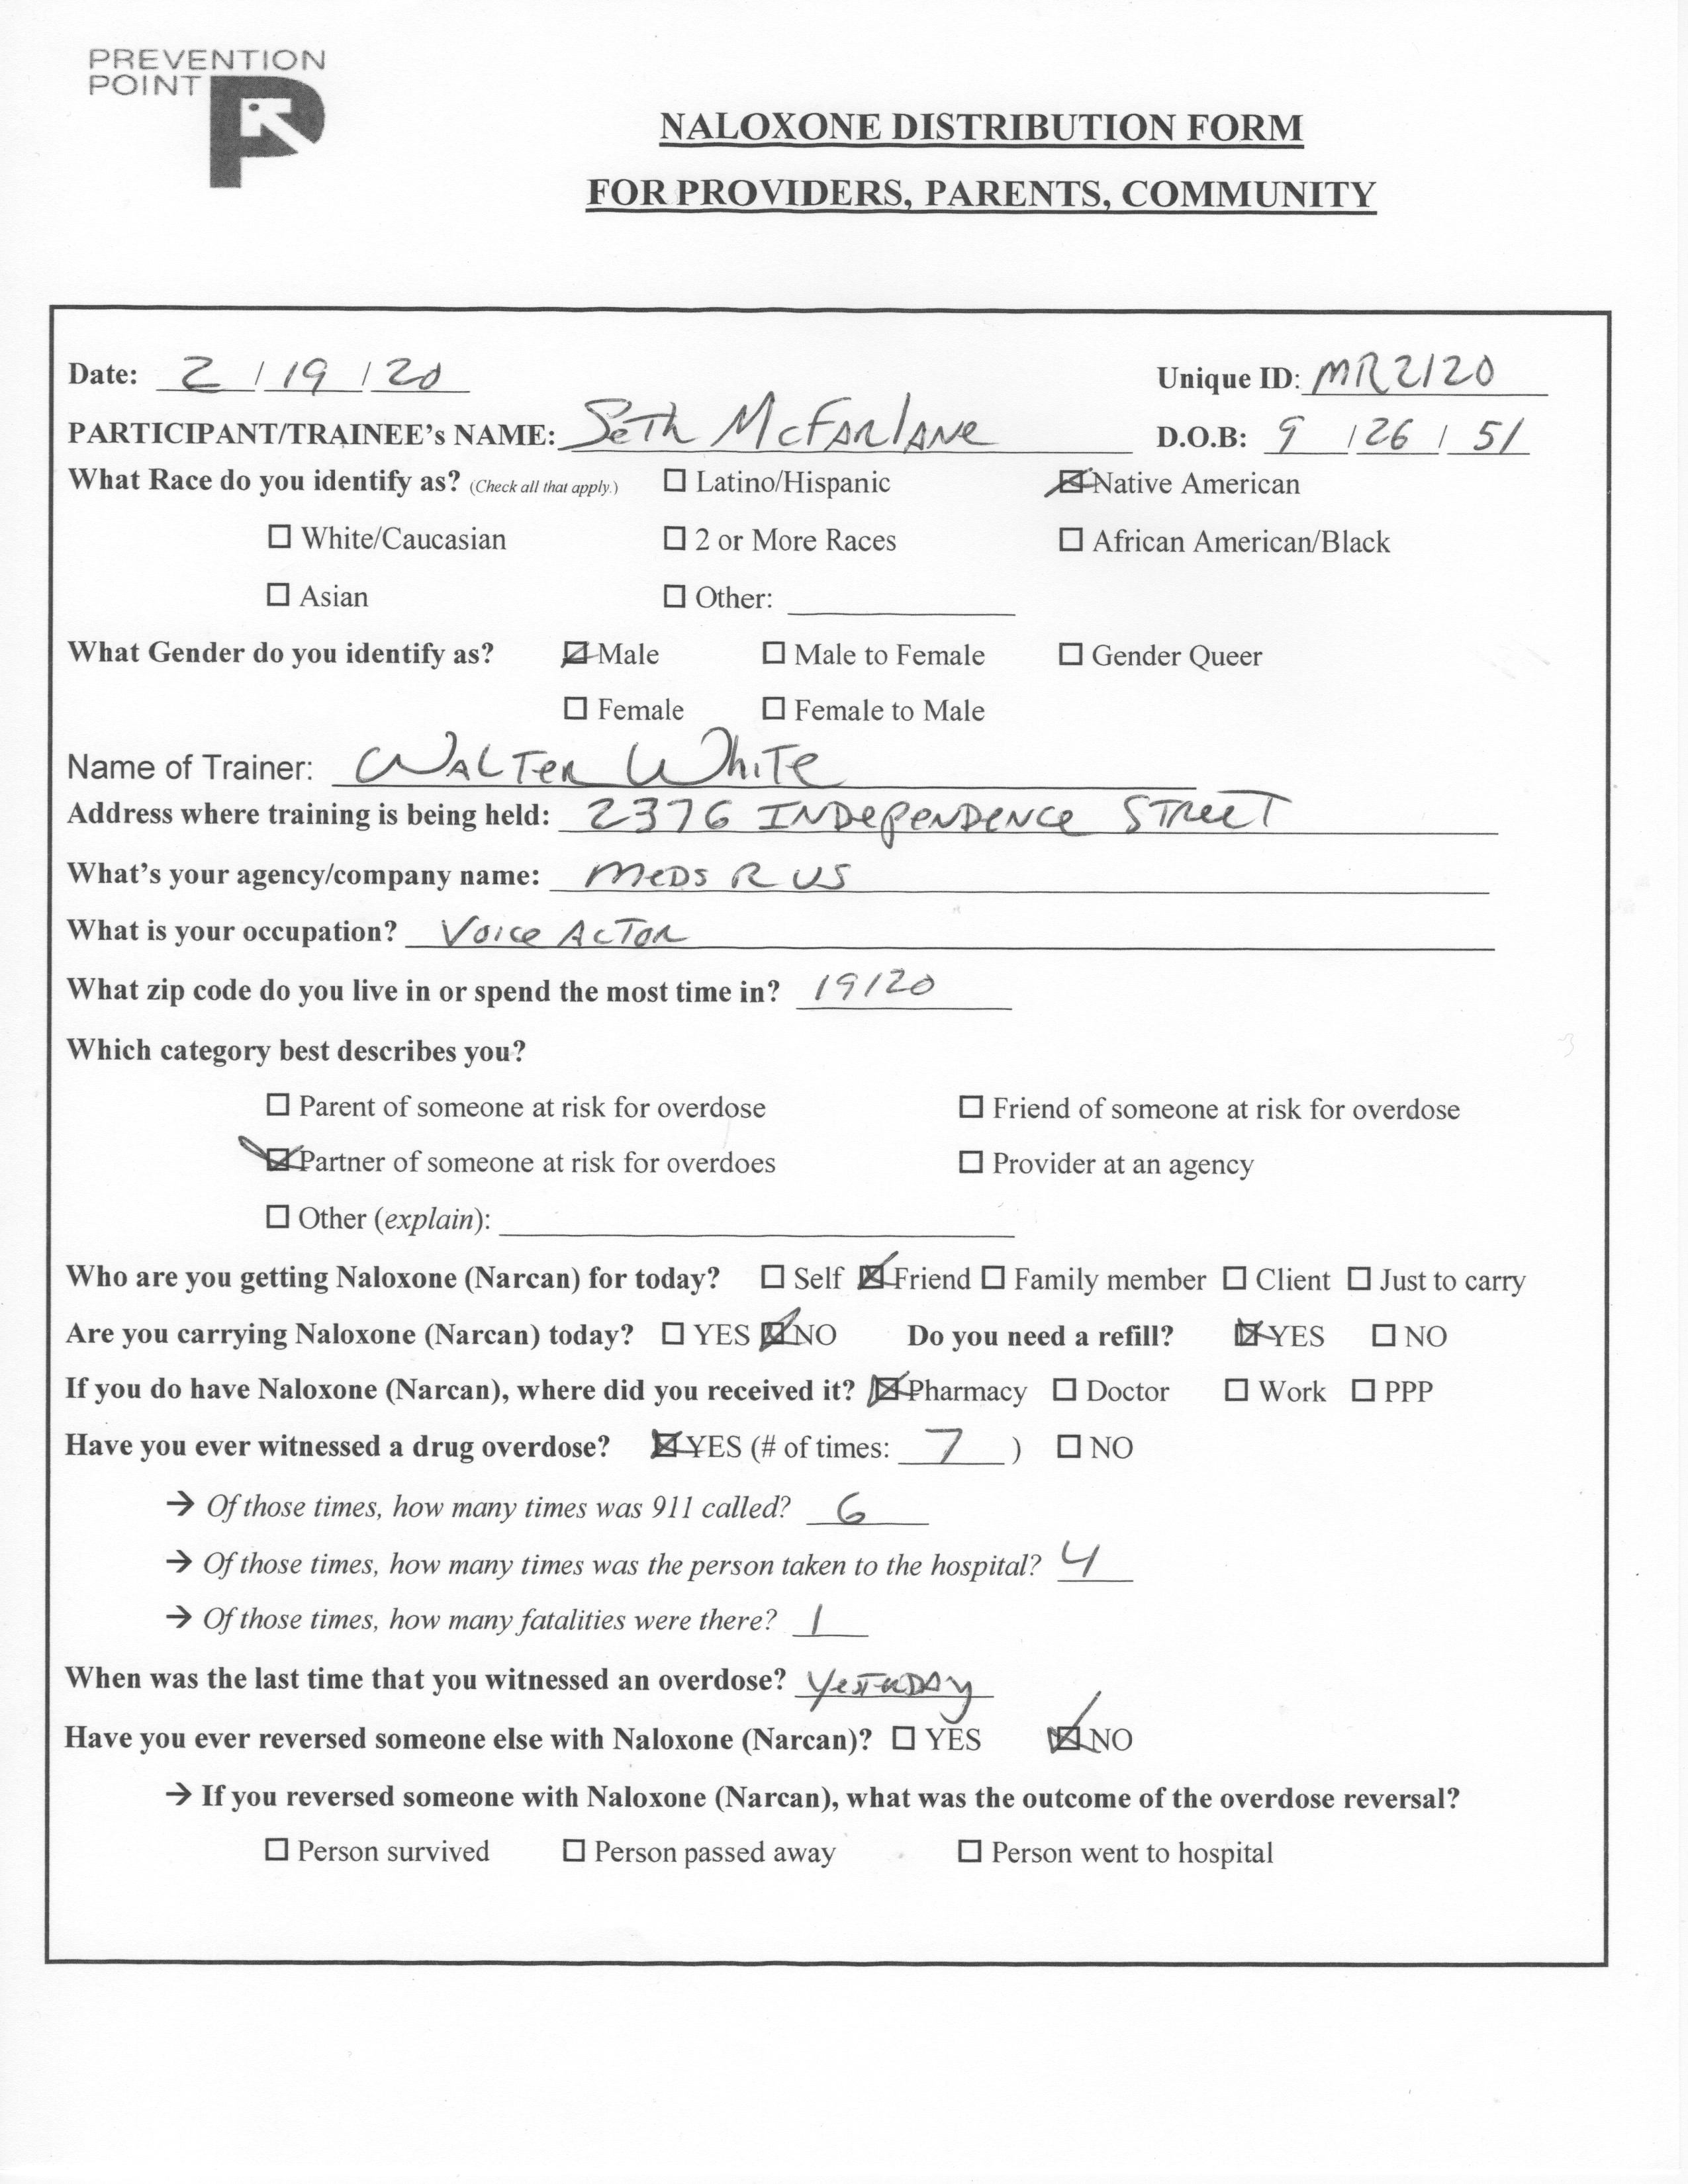 PREVENTION
POINT
NALOXONE DISTRIBUTION FORM
FOR PROVIDERS, PARENTS, COMMUNITY
Date: 2 / 19 / 20 Unique ID: MR2120
PARTICIPANT/TRAINEE's NAME: SETH MCFARLANE D.O.B: 9 / 26 / 51
What Race do you identify as? (Check all that apply.) ☐ Latino/Hispanic ☒ Native American
☐ White/Caucasian ☐ 2 or More Races ☐ African American/Black
☐ Asian ☐ Other:
What Gender do you identify as? ☒ Male ☐ Male to Female ☐ Gender Queer
☐ Female ☐ Female to Male
Name of Trainer: WALTER WHITE
Address where training is being held: 2376 INDEPENDENCE STREET
What's your agency/company name: MEDS R US
What is your occupation? VOICE ACTOR
What zip code do you live in or spend the most time in? 19120
Which category best describes you?
☐ Parent of someone at risk for overdose ☐ Friend of someone at risk for overdose
☒ Partner of someone at risk for overdoes ☐ Provider at an agency
☐ Other (explain):
Who are you getting Naloxone (Narcan) for today? ☐ Self ☒ Friend ☐ Family member ☐ Client ☐ Just to carry
Are you carrying Naloxone (Narcan) today? ☐ YES ☒ NO Do you need a refill? ☒ YES ☐ NO
If you do have Naloxone (Narcan), where did you received it? ☒ Pharmacy ☐ Doctor ☐ Work ☐ PPP
Have you ever witnessed a drug overdose? ☒ YES (# of times: 7 ) ☐ NO
→ Of those times, how many times was 911 called? 6
→ Of those times, how many times was the person taken to the hospital? 4
→ Of those times, how many fatalities were there? 1
When was the last time that you witnessed an overdose? YESTERDAY
Have you ever reversed someone else with Naloxone (Narcan)? ☐ YES ☒ NO
→ If you reversed someone with Naloxone (Narcan), what was the outcome of the overdose reversal?
☐ Person survived ☐ Person passed away ☐ Person went to hospital